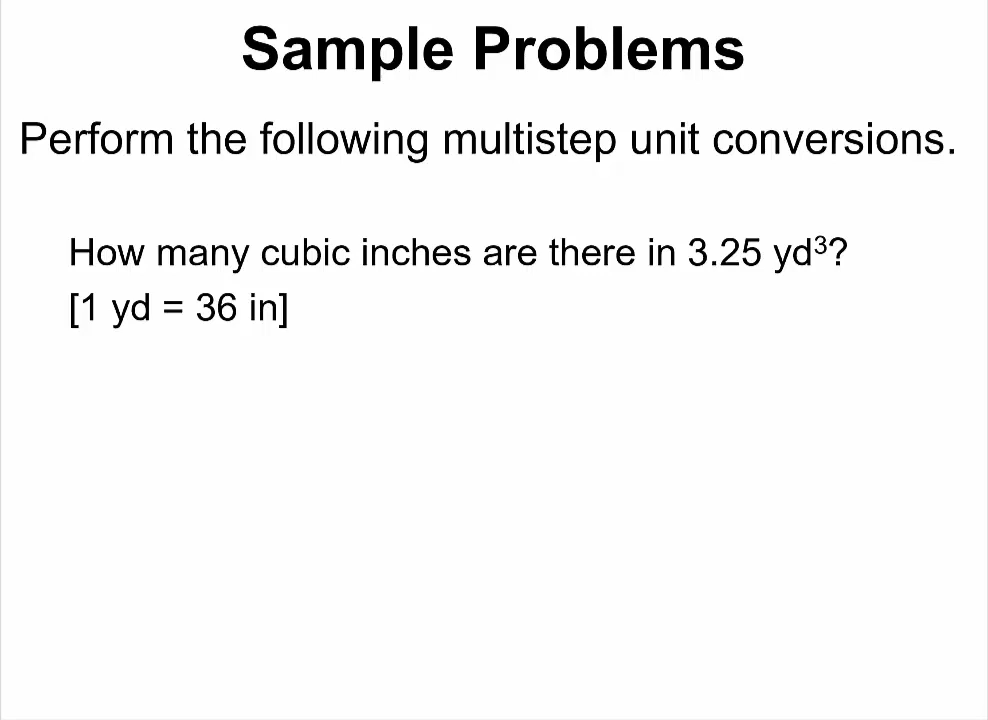 Sample Problems
Perform the following multistep unit conversions.
How many cubic inches are there in 3.25 yd³?
[1 yd = 36 in]